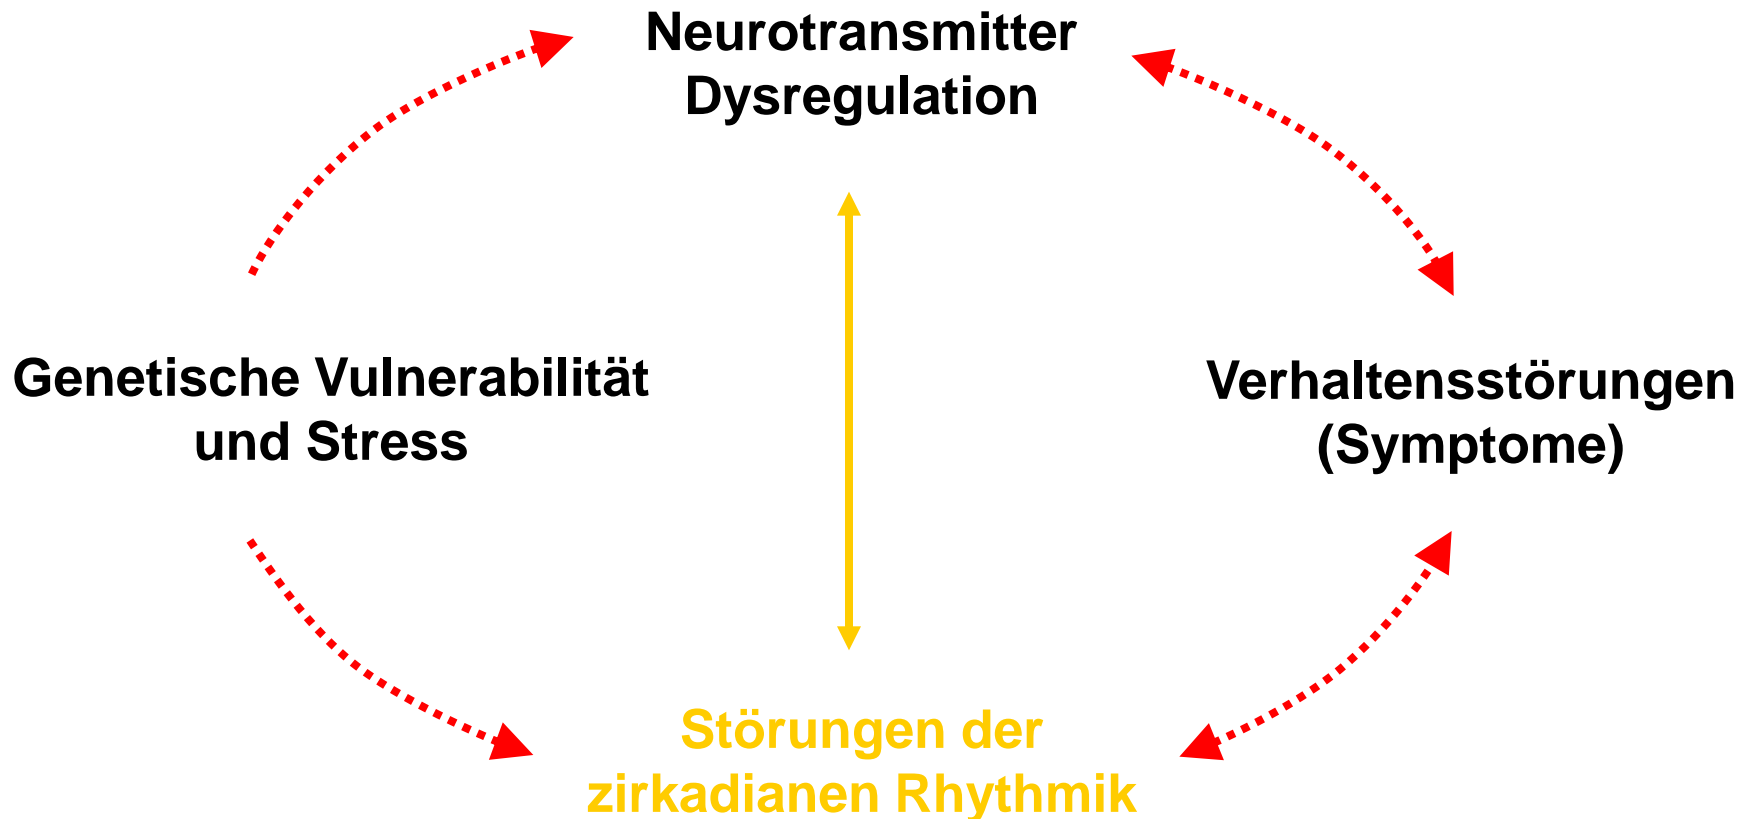 Neurotransmitter
Dysregulation
Genetische Vulnerabilität
und Stress
Verhaltensstörungen
(Symptome)
Störungen der
zirkadianen Rhythmik